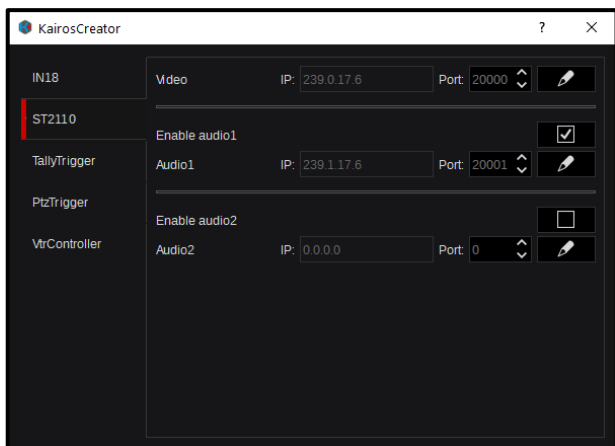 KairosCreator ? ×
IN18
ST2110
TallyTrigger
PtzTrigger
VtrController
Video IP: 239.0.17.6 Port: 20000
Enable audio1
Audio1 IP: 239.1.17.6 Port: 20001
Enable audio2
Audio2 IP: 0.0.0.0 Port: 0